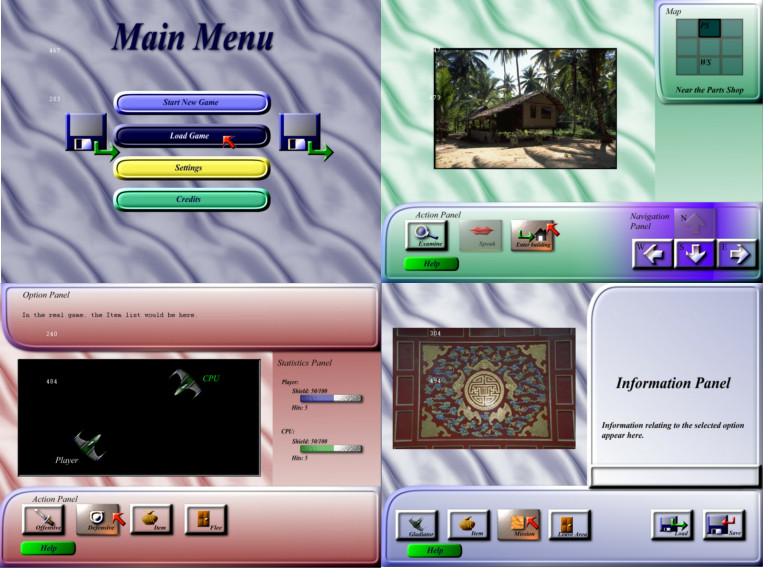 Main Menu
467
283
Start New Game
Load Game
Settings
Credits
Map
PS
WS
Near the Parts Shop
73
Action Panel
Examine
Speak
Enter building
Help
Navigation
Panel
N
W
S
E
Option Panel
In the real game, the Item list would be here.
240
484
CPU
Player
Statistics Panel
Player:
Shield: 50/100
Hits: 5
CPU:
Shield: 50/100
Hits: 5
Action Panel
Offensive
Defensive
Item
Flee
Help
304
494
Information Panel
Information relating to the selected option
appear here.
Gladiator
Item
Mission
Leave Area
Load
Save
Help